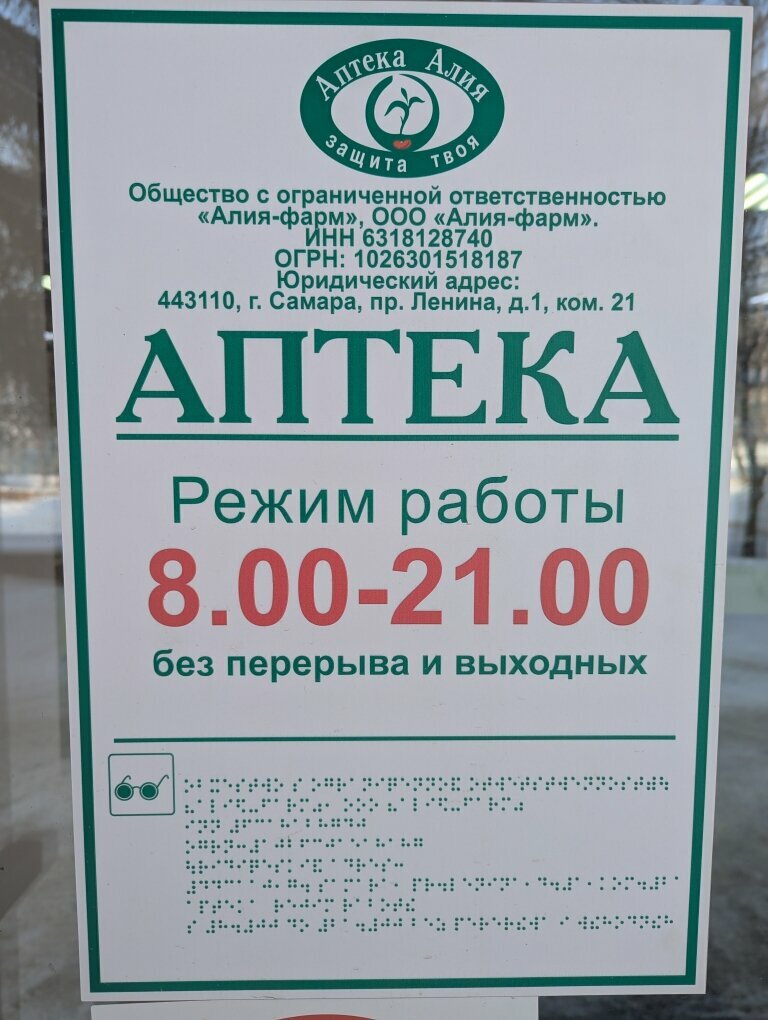 Аптека Алия
защита твоя
Общество с ограниченной ответственностью
«Алия-фарм», ООО «Алия-фарм».
ИНН 6318128740
ОГРН: 1026301518187
Юридический адрес:
443110, г. Самара, пр. Ленина, д.1, ком. 21
АПТЕКА
Режим работы
8.00-21.00
без перерыва и выходных